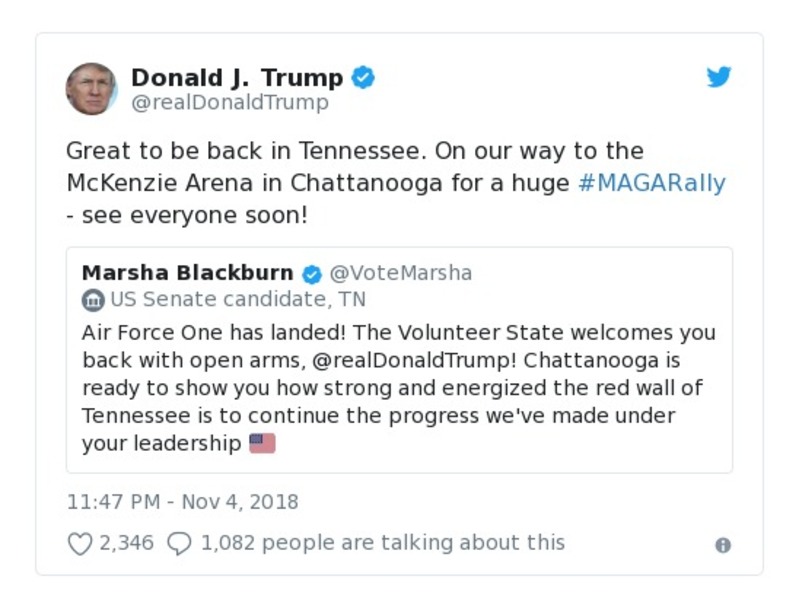 Donald J. Trump
@realDonaldTrump
Great to be back in Tennessee. On our way to the
McKenzie Arena in Chattanooga for a huge #MAGARally
- see everyone soon!
Marsha Blackburn @VoteMarsha
US Senate candidate, TN
Air Force One has landed! The Volunteer State welcomes you
back with open arms, @realDonaldTrump! Chattanooga is
ready to show you how strong and energized the red wall of
Tennessee is to continue the progress we've made under
your leadership 🇺🇸
11:47 PM - Nov 4, 2018
2,346 1,082 people are talking about this